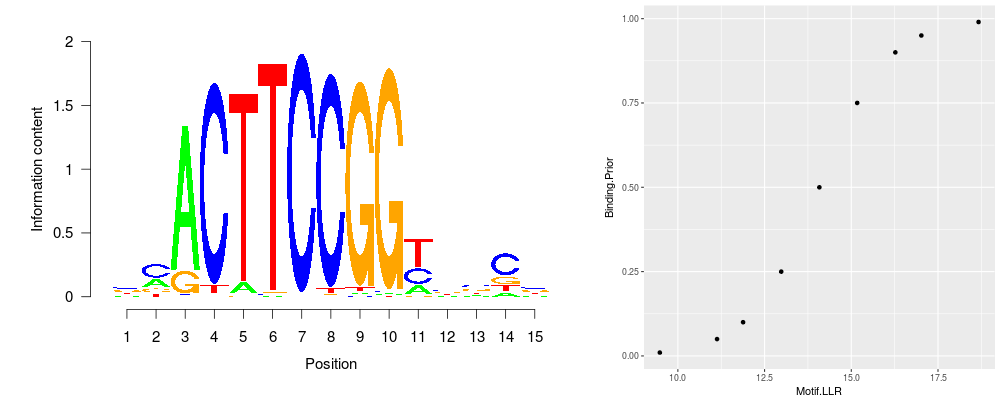 2
1.5
1
0.5
0
Information content
A C T T C C G G
C A T
G
T
A
T C A
C G T A
1 2 3 4 5 6 7 8 9 10 11 12 13 14 15
Position
1.00
0.75
0.50
0.25
0.00
Binding.Prior
10.0 12.5 15.0 17.5
Motif.LLR